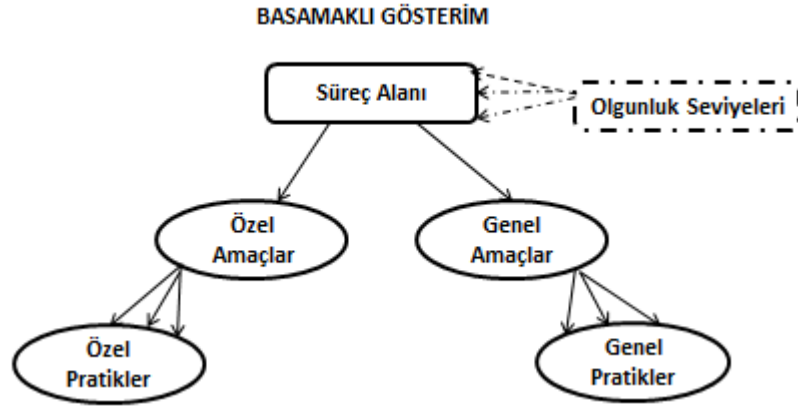 BASAMAKLI GÖSTERİM
Süreç Alanı
Olgunluk Seviyeleri
Özel
Amaçlar
Genel
Amaçlar
Özel
Pratikler
Genel
Pratikler